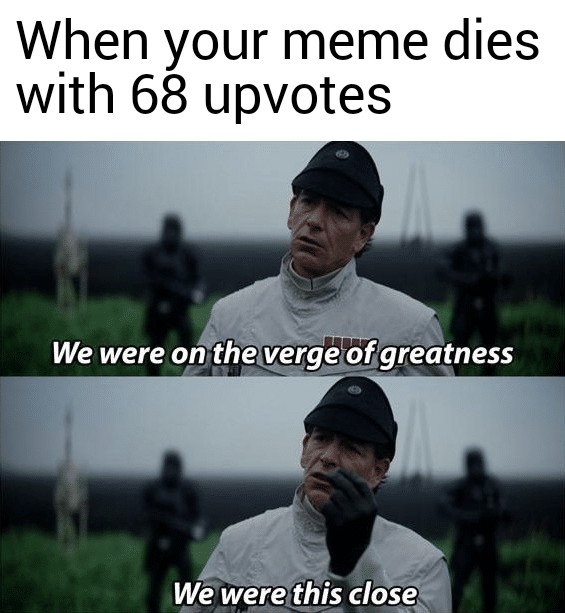 When your meme dies
with 68 upvotes
We were on the verge of greatness
We were this close